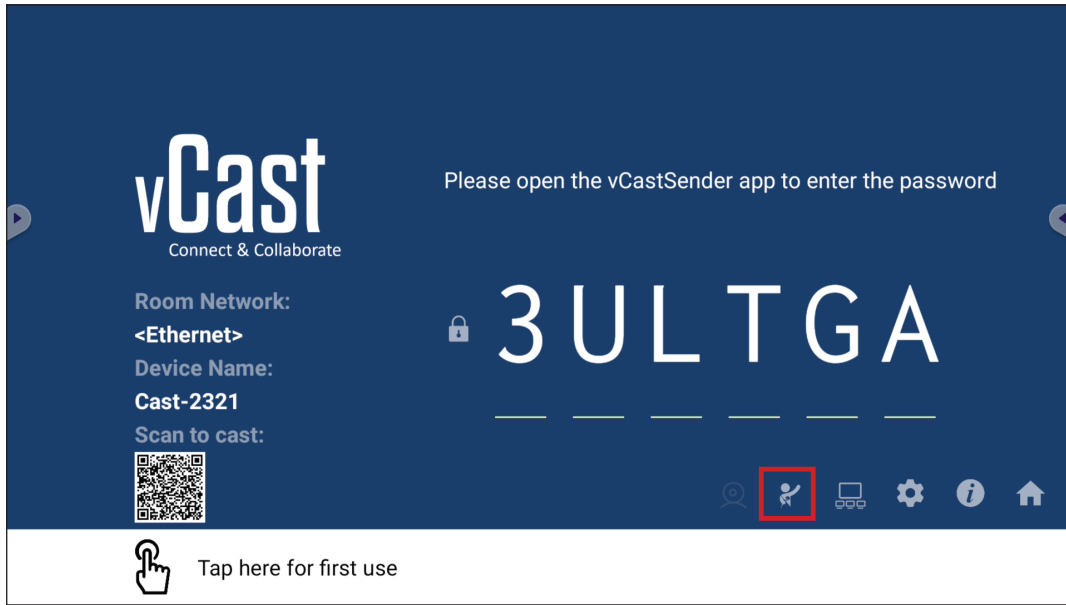 vCast
Connect & Collaborate
Please open the vCastSender app to enter the password
Room Network:
<Ethernet>
Device Name:
Cast-2321
Scan to cast:
3ULTGA
Tap here for first use